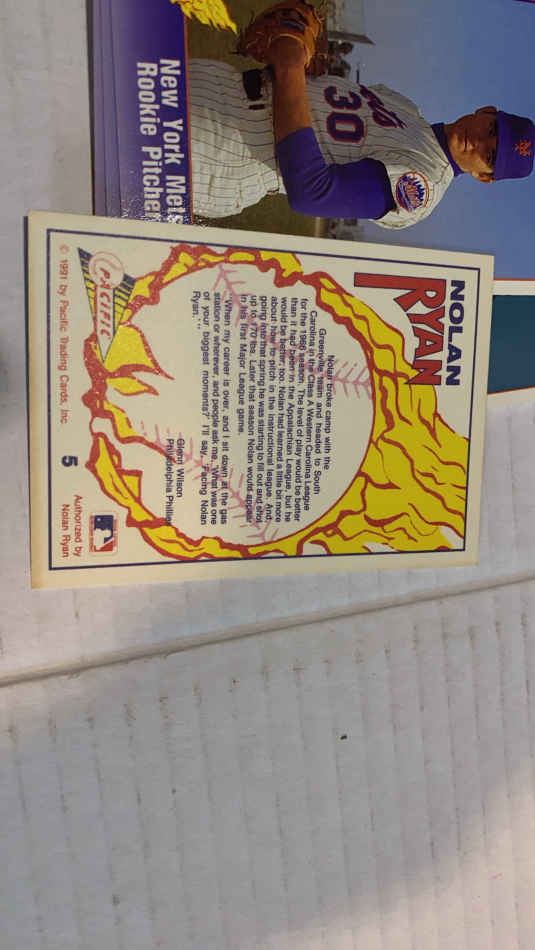 New York Mets
Rookie Pitcher
30
Mets
NOLAN
RYAN
Nolan broke camp with the
Greenville team and headed to South
Carolina in the Class A Western Carolina League
for the 1966 season. The level of play would be better
than it had been in the Appalachian League, but he
would be better, too. Nolan had learned a little bit more
about how to pitch in the instructional league. And,
going into that spring he was starting to fill out and shot
up to 170 lbs. Later that season Nolan would appear
in his first Major League game.
"When my career is over, and I sit down at the gas
station or wherever, and people ask me, 'What was one
of your biggest moments?' I'll say, 'Facing Nolan
Ryan.'"
Glenn Wilson
Philadelphia Phillies
PACIFIC
© 1991 by Pacific Trading Cards, Inc.
5
Authorized by
Nolan Ryan